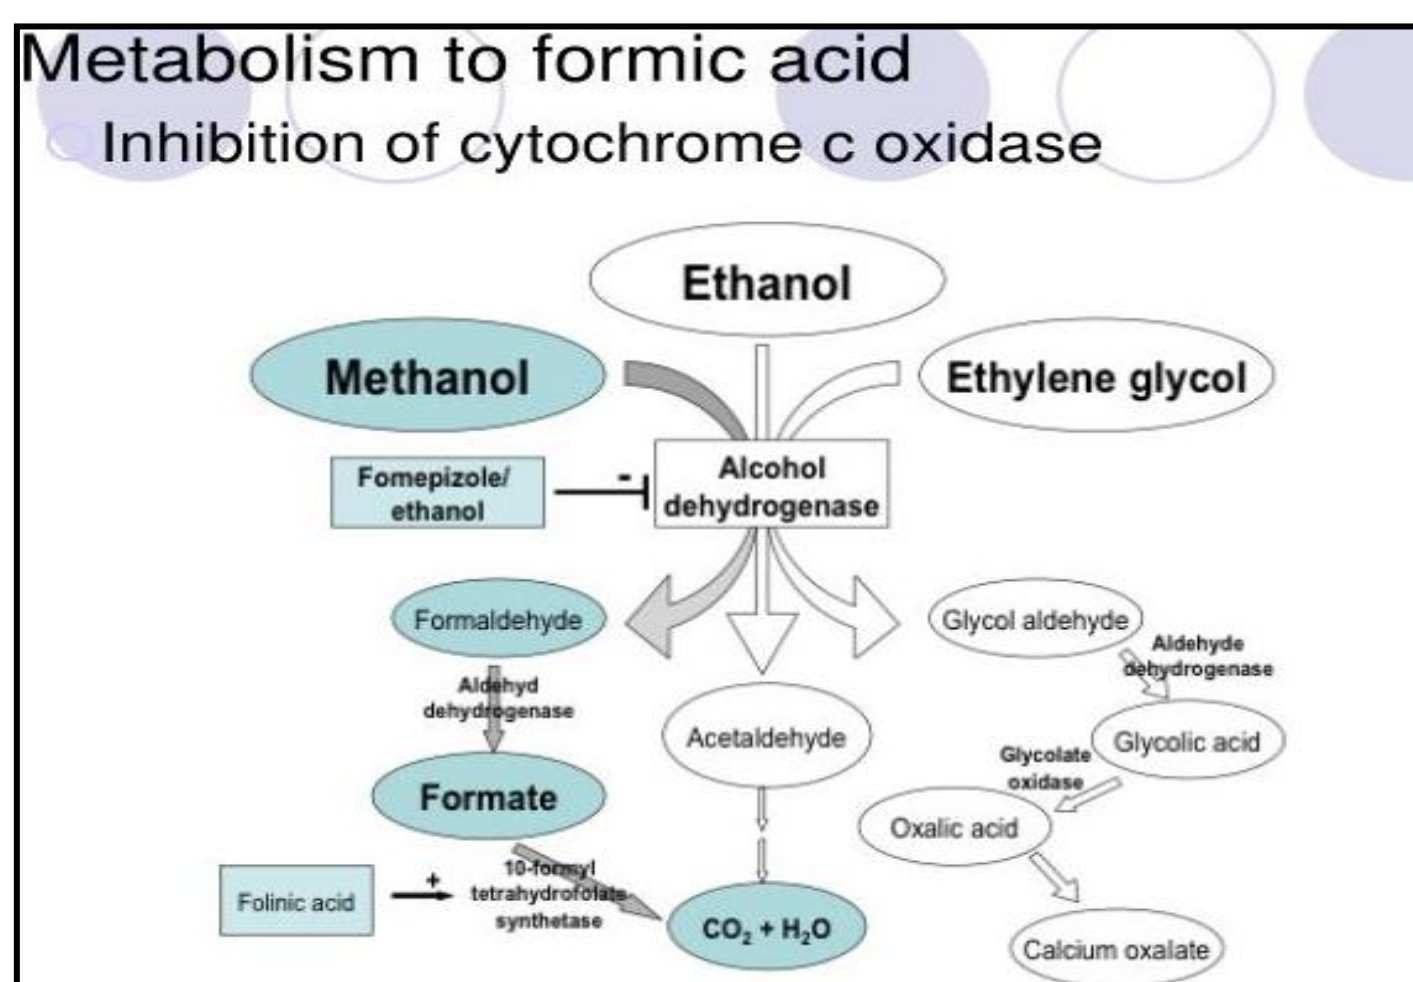 Metabolism to formic acid
Inhibition of cytochrome c oxidase
Ethanol
Methanol
Ethylene glycol
Fomepizole/
ethanol
-
Alcohol
dehydrogenase
Formaldehyde
Glycol aldehyde
Aldehyde
dehydrogenase
Aldehyd
dehydrogenase
Acetaldehyde
Glycolic acid
Glycolate
oxidase
Formate
Oxalic acid
Folinic acid
+
10-formyl
tetrahydrofolate
synthetase
CO₂ + H₂O
Calcium oxalate